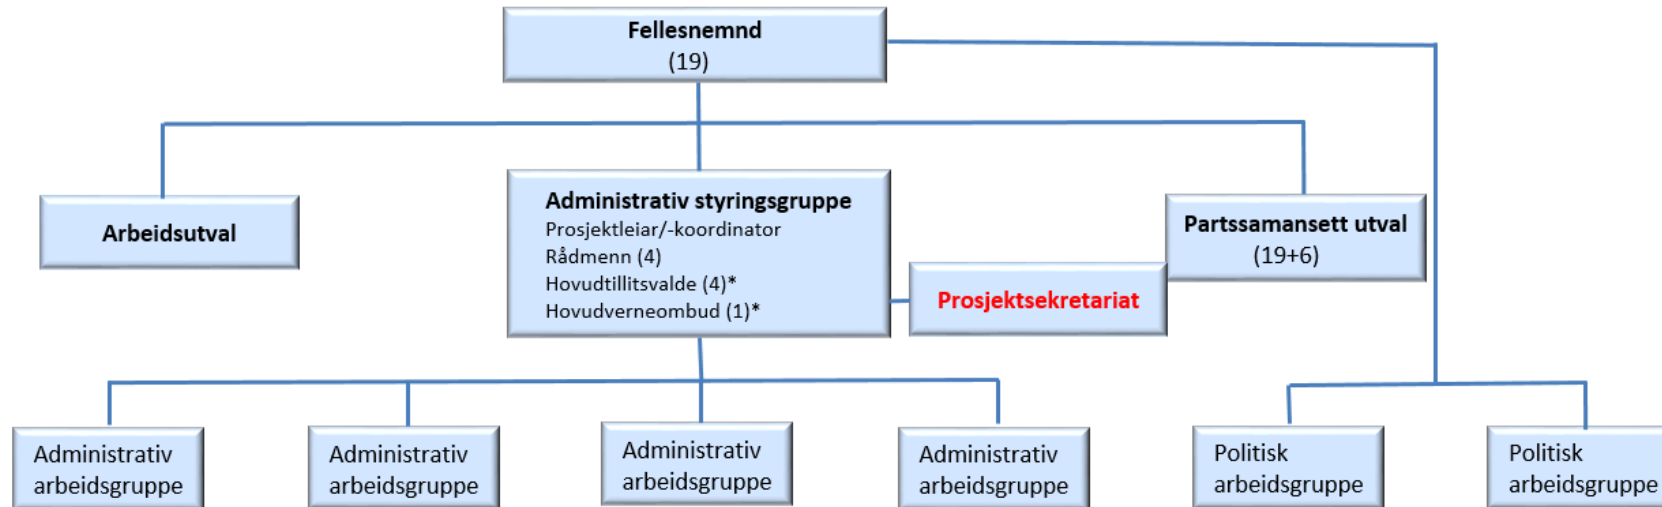 Fellesnemnd
(19)
Arbeidsutval
Administrativ styringsgruppe
Prosjektleiar/-koordinator
Rådmenn (4)
Hovudtillitsvalde (4)*
Hovudverneombud (1)*
Partssamansett utval
(19+6)
Prosjektsekretariat
Administrativ
arbeidsgruppe
Administrativ
arbeidsgruppe
Administrativ
arbeidsgruppe
Administrativ
arbeidsgruppe
Politisk
arbeidsgruppe
Politisk
arbeidsgruppe